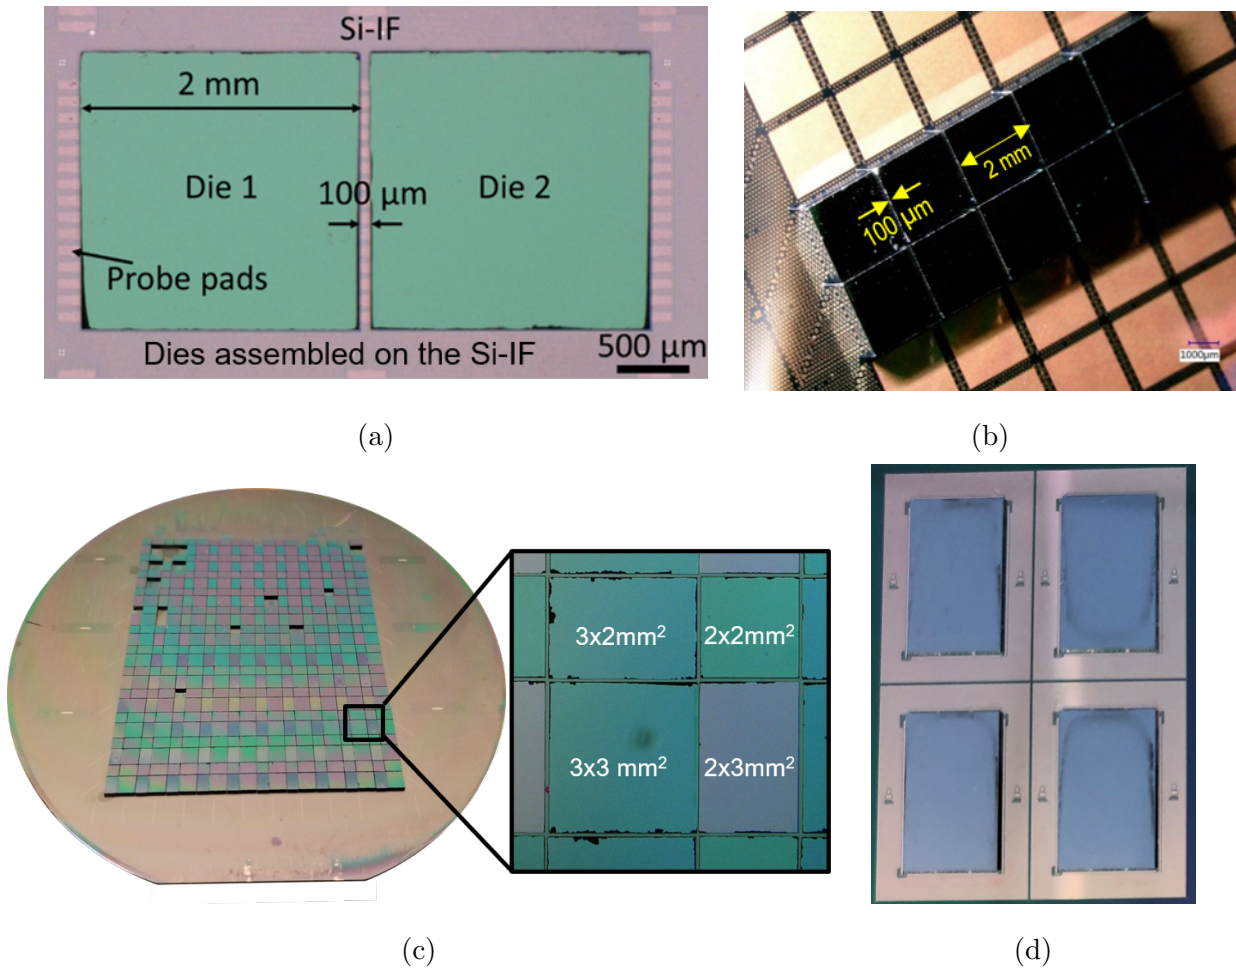 Si-IF
2 mm
Die 1
100 µm
Die 2
Probe pads
Dies assembled on the Si-IF
500 µm
2 mm
100 µm
1000µm
(a)
(b)
3x2mm²
2x2mm²
3x3 mm²
2x3mm²
(c)
(d)